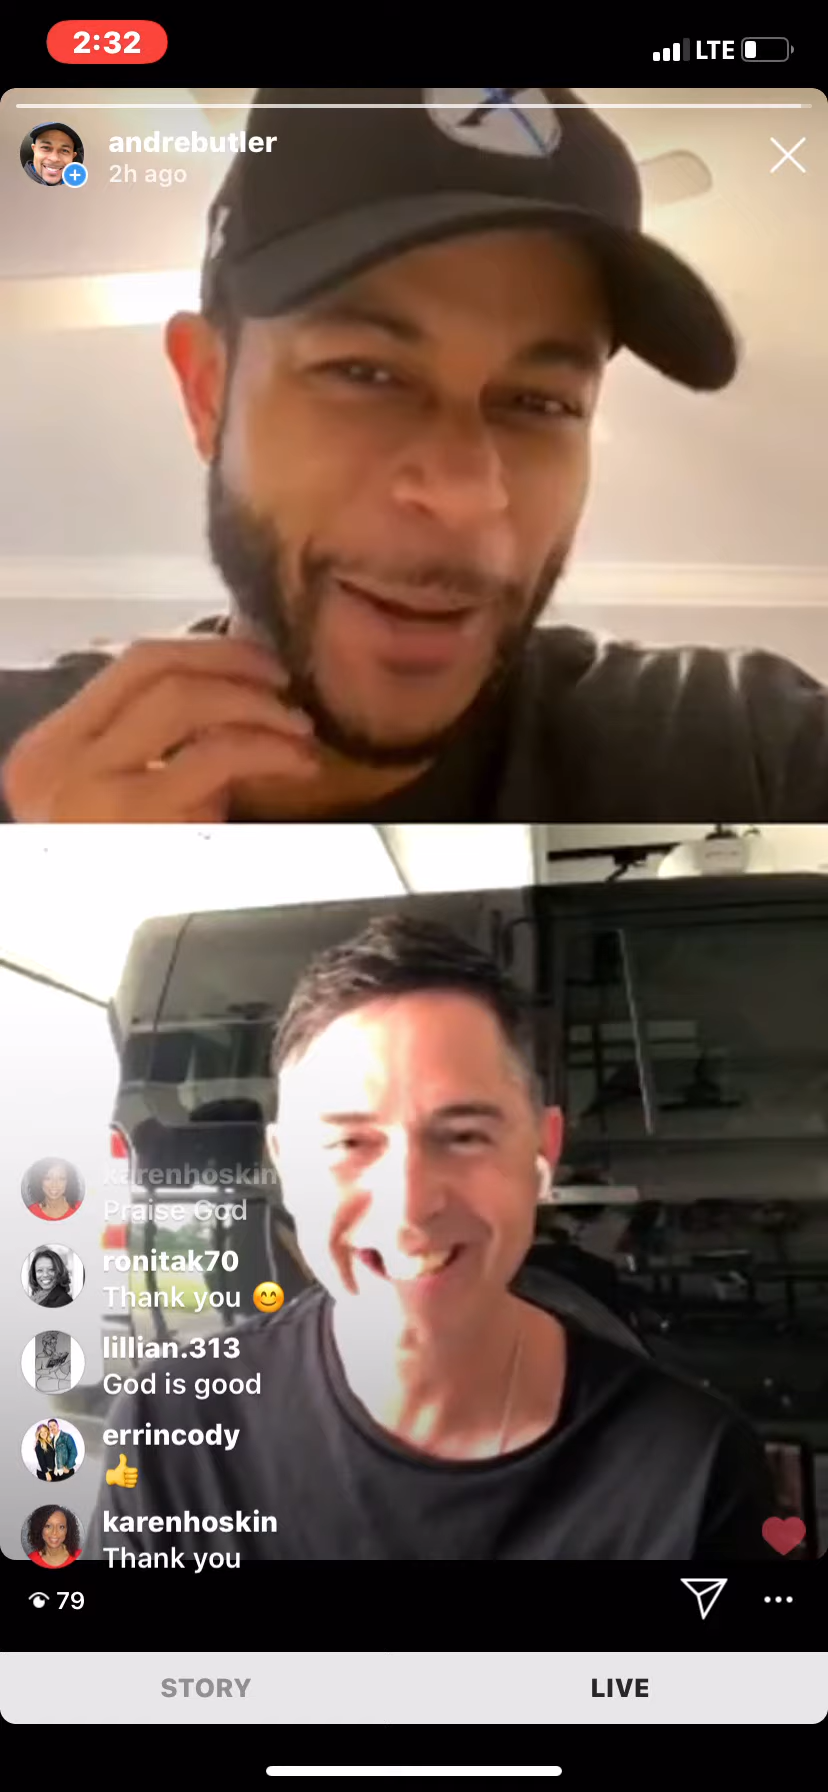 2:32
LTE
andrebutler
2h ago
karenhoskin
Praise God
ronitak70
Thank you 😊
lillian.313
God is good
errincody
👍
karenhoskin
Thank you
79
STORY
LIVE